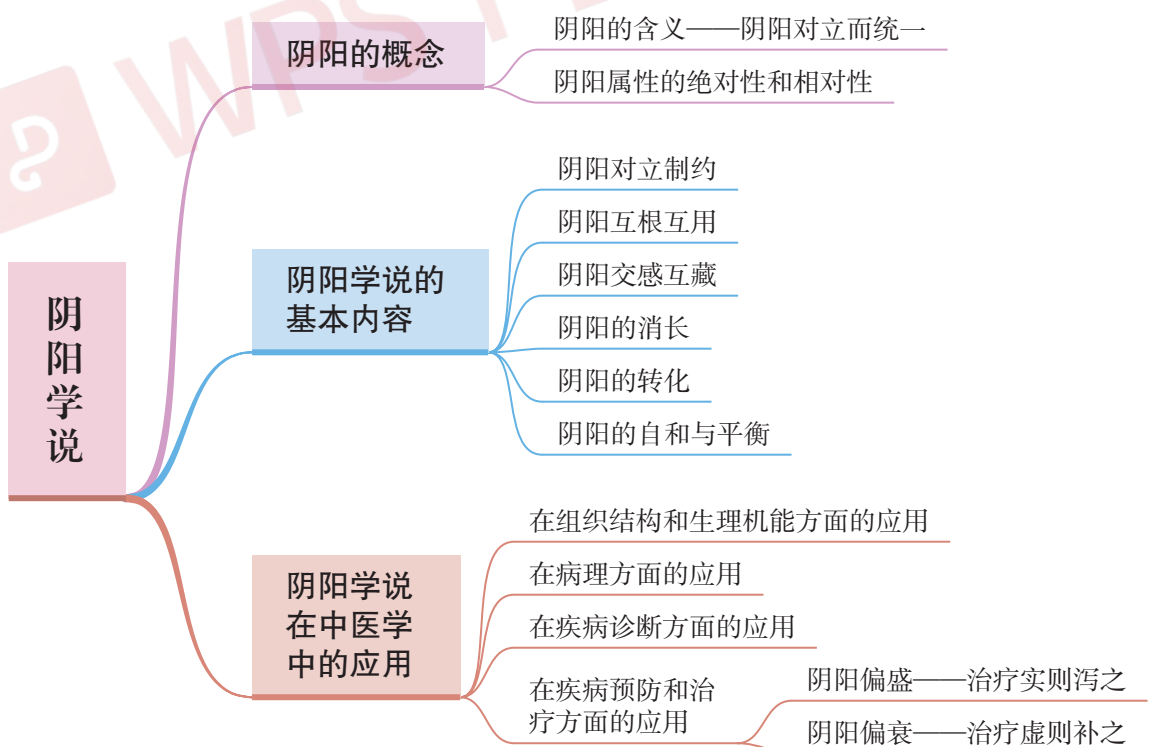 WPS
阴阳学说
阴阳的概念
阴阳的含义——阴阳对立而统一
阴阳属性的绝对性和相对性
阴阳学说的
基本内容
阴阳对立制约
阴阳互根互用
阴阳交感互藏
阴阳的消长
阴阳的转化
阴阳的自和与平衡
阴阳学说
在中医学
中的应用
在组织结构和生理机能方面的应用
在病理方面的应用
在疾病诊断方面的应用
在疾病预防和治
疗方面的应用
阴阳偏盛——治疗实则泻之
阴阳偏衰——治疗虚则补之